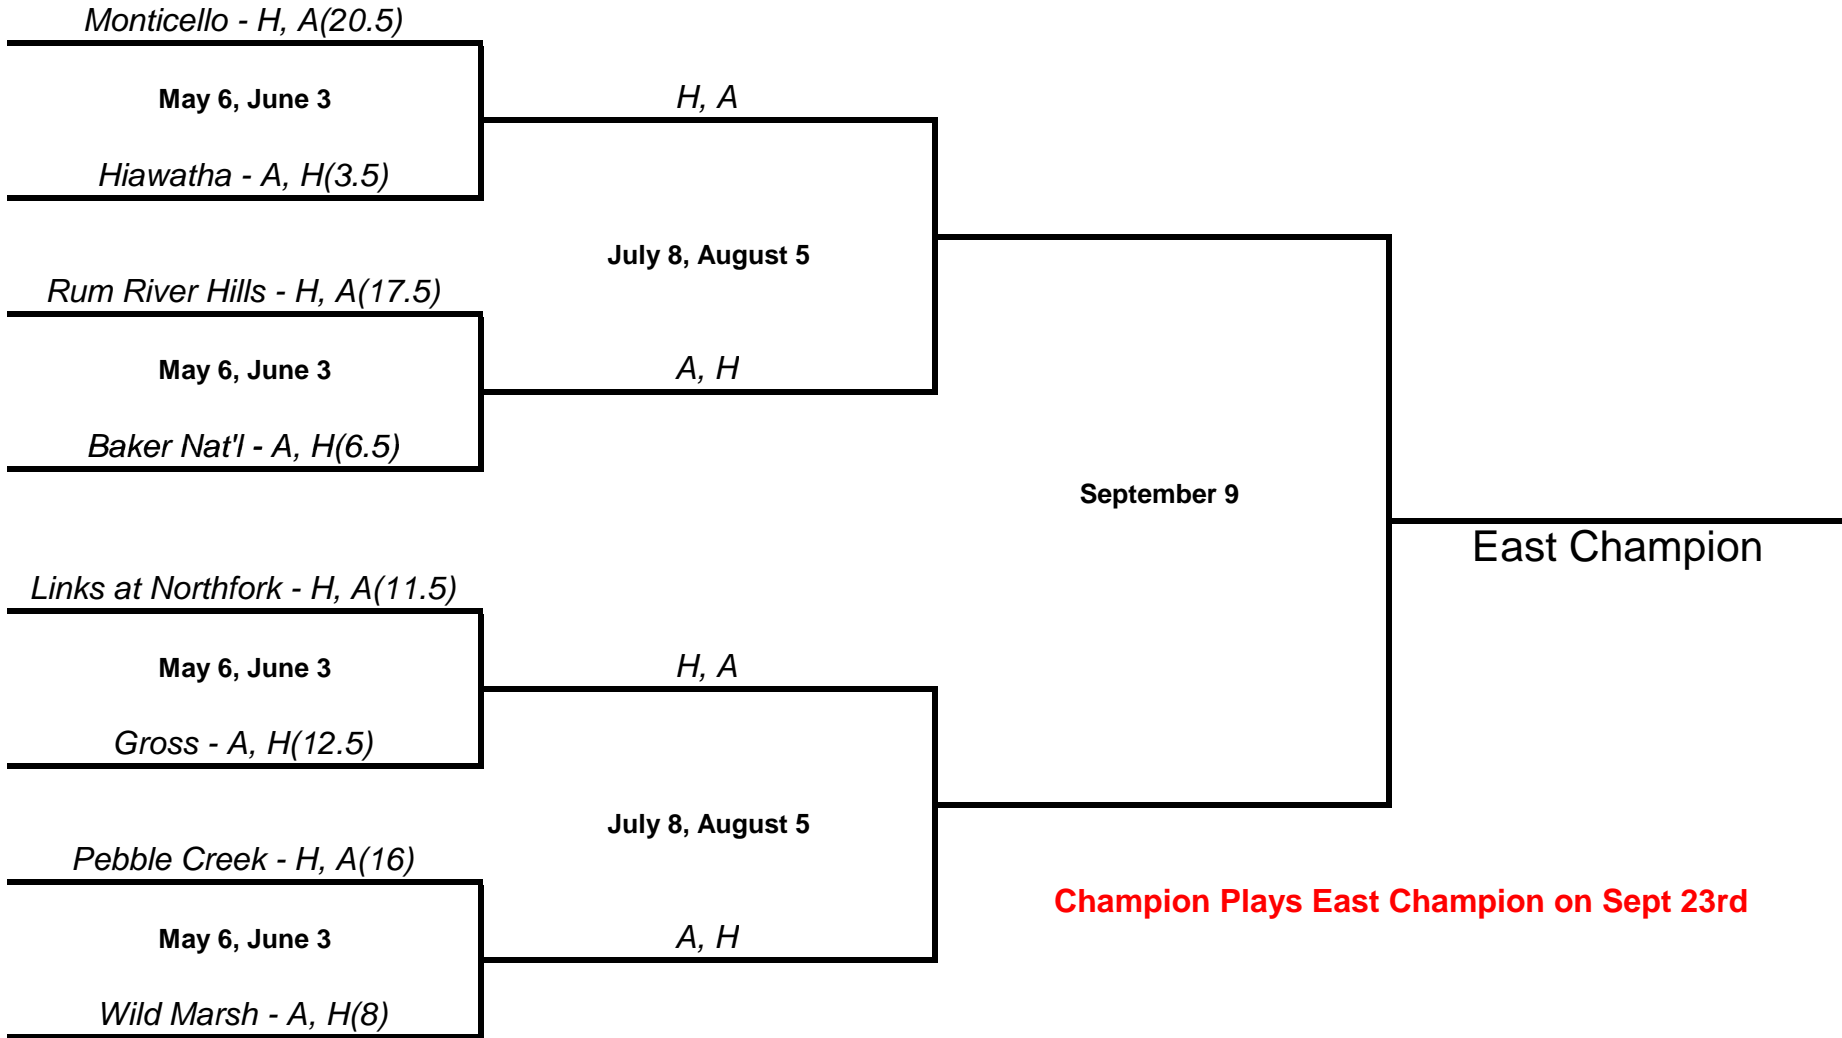 Monticello - H, A(20.5)
May 6, June 3
H, A
Hiawatha - A, H(3.5)
July 8, August 5
Rum River Hills - H, A(17.5)
May 6, June 3
A, H
Baker Nat'l - A, H(6.5)
September 9
East Champion
Links at Northfork - H, A(11.5)
May 6, June 3
H, A
Gross - A, H(12.5)
July 8, August 5
Pebble Creek - H, A(16)
Champion Plays East Champion on Sept 23rd
May 6, June 3
A, H
Wild Marsh - A, H(8)